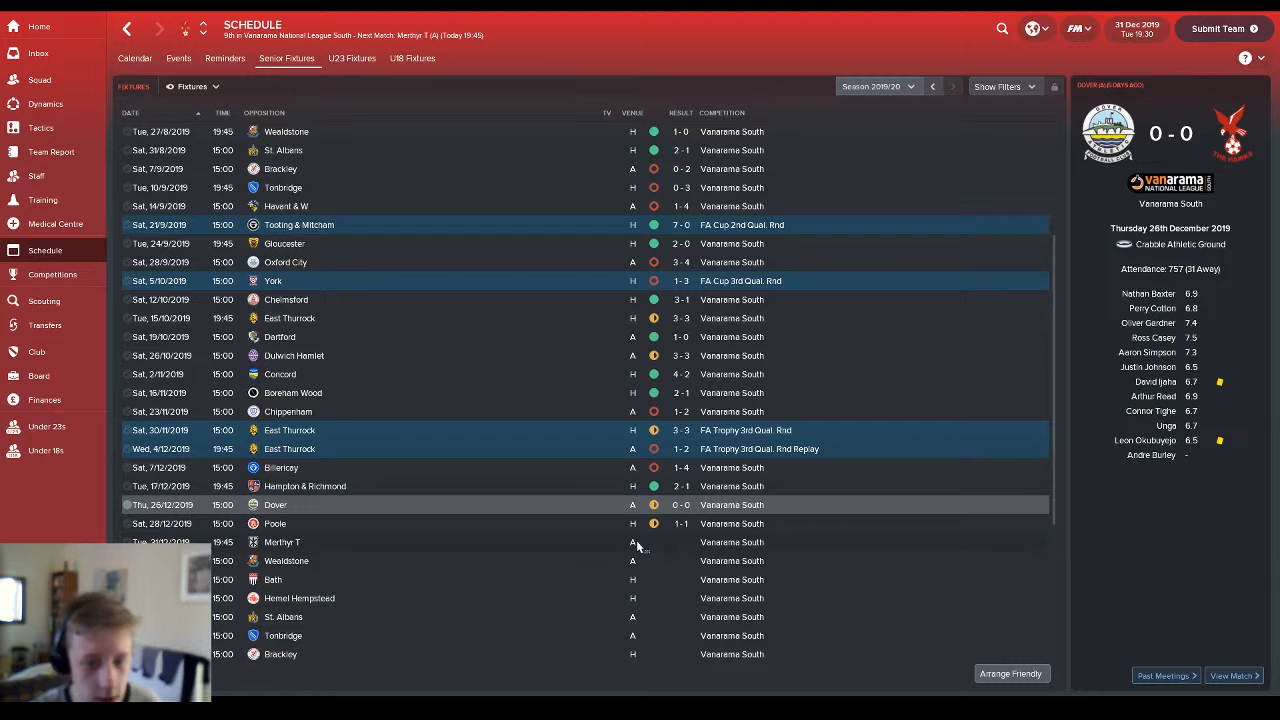 Home
Inbox
Squad
Dynamics
Tactics
Team Report
Staff
Training
Medical Centre
Schedule
Competitions
Scouting
Transfers
Club
Board
Finances
Under 23s
Under 18s
SCHEDULE
9th in Vanarama National League South - Next Match: Merthyr T (A) (Today 19:45)
FM
31 Dec 2019
Tue 19:30
Submit Team
Calendar Events Reminders Senior Fixtures U23 Fixtures U18 Fixtures
FIXTURES Fixtures Season 2019/20 Show Filters
DATE TIME OPPOSITION TV VENUE RESULT COMPETITION
Tue, 27/8/2019 19:45 Wealdstone H 1 - 0 Vanarama South
Sat, 31/8/2019 15:00 St. Albans H 2 - 1 Vanarama South
Sat, 7/9/2019 15:00 Brackley A 0 - 2 Vanarama South
Tue, 10/9/2019 19:45 Tonbridge H 0 - 3 Vanarama South
Sat, 14/9/2019 15:00 Havant & W A 1 - 4 Vanarama South
Sat, 21/9/2019 15:00 Tooting & Mitcham H 7 - 0 FA Cup 2nd Qual. Rnd
Tue, 24/9/2019 19:45 Gloucester H 2 - 0 Vanarama South
Sat, 28/9/2019 15:00 Oxford City A 3 - 4 Vanarama South
Sat, 5/10/2019 15:00 York H 1 - 3 FA Cup 3rd Qual. Rnd
Sat, 12/10/2019 15:00 Chelmsford H 3 - 1 Vanarama South
Tue, 15/10/2019 19:45 East Thurrock H 3 - 3 Vanarama South
Sat, 19/10/2019 15:00 Dartford A 1 - 0 Vanarama South
Sat, 26/10/2019 15:00 Dulwich Hamlet A 3 - 3 Vanarama South
Sat, 2/11/2019 15:00 Concord H 4 - 2 Vanarama South
Sat, 16/11/2019 15:00 Boreham Wood H 2 - 1 Vanarama South
Sat, 23/11/2019 15:00 Chippenham A 1 - 2 Vanarama South
Sat, 30/11/2019 15:00 East Thurrock H 3 - 3 FA Trophy 3rd Qual. Rnd
Wed, 4/12/2019 19:45 East Thurrock A 1 - 2 FA Trophy 3rd Qual. Rnd Replay
Sat, 7/12/2019 15:00 Billericay A 1 - 4 Vanarama South
Tue, 17/12/2019 19:45 Hampton & Richmond H 2 - 1 Vanarama South
Thu, 26/12/2019 15:00 Dover A 0 - 0 Vanarama South
Sat, 28/12/2019 15:00 Poole H 1 - 1 Vanarama South
Tue, 31/12/2019 19:45 Merthyr T A Vanarama South
15:00 Wealdstone A Vanarama South
15:00 Bath H Vanarama South
15:00 Hemel Hempstead H Vanarama South
15:00 St. Albans A Vanarama South
15:00 Tonbridge A Vanarama South
15:00 Brackley H Vanarama South
Arrange Friendly
DOVER (A) (5 DAYS AGO)
DOVER ATHLETIC
FOOTBALL CLUB
0 - 0
THE HAWKS
vanarama
NATIONAL LEAGUE
SOUTH
Vanarama South
Thursday 26th December 2019
Crabble Athletic Ground
Attendance: 757 (31 Away)
Nathan Baxter 6.9
Perry Cotton 6.8
Oliver Gardner 7.4
Ross Casey 7.5
Aaron Simpson 7.3
Justin Johnson 6.5
David Ijaha 6.7
Arthur Read 6.9
Connor Tighe 6.7
Unga 6.7
Leon Okubuyejo 6.5
Andre Burley -
Past Meetings View Match